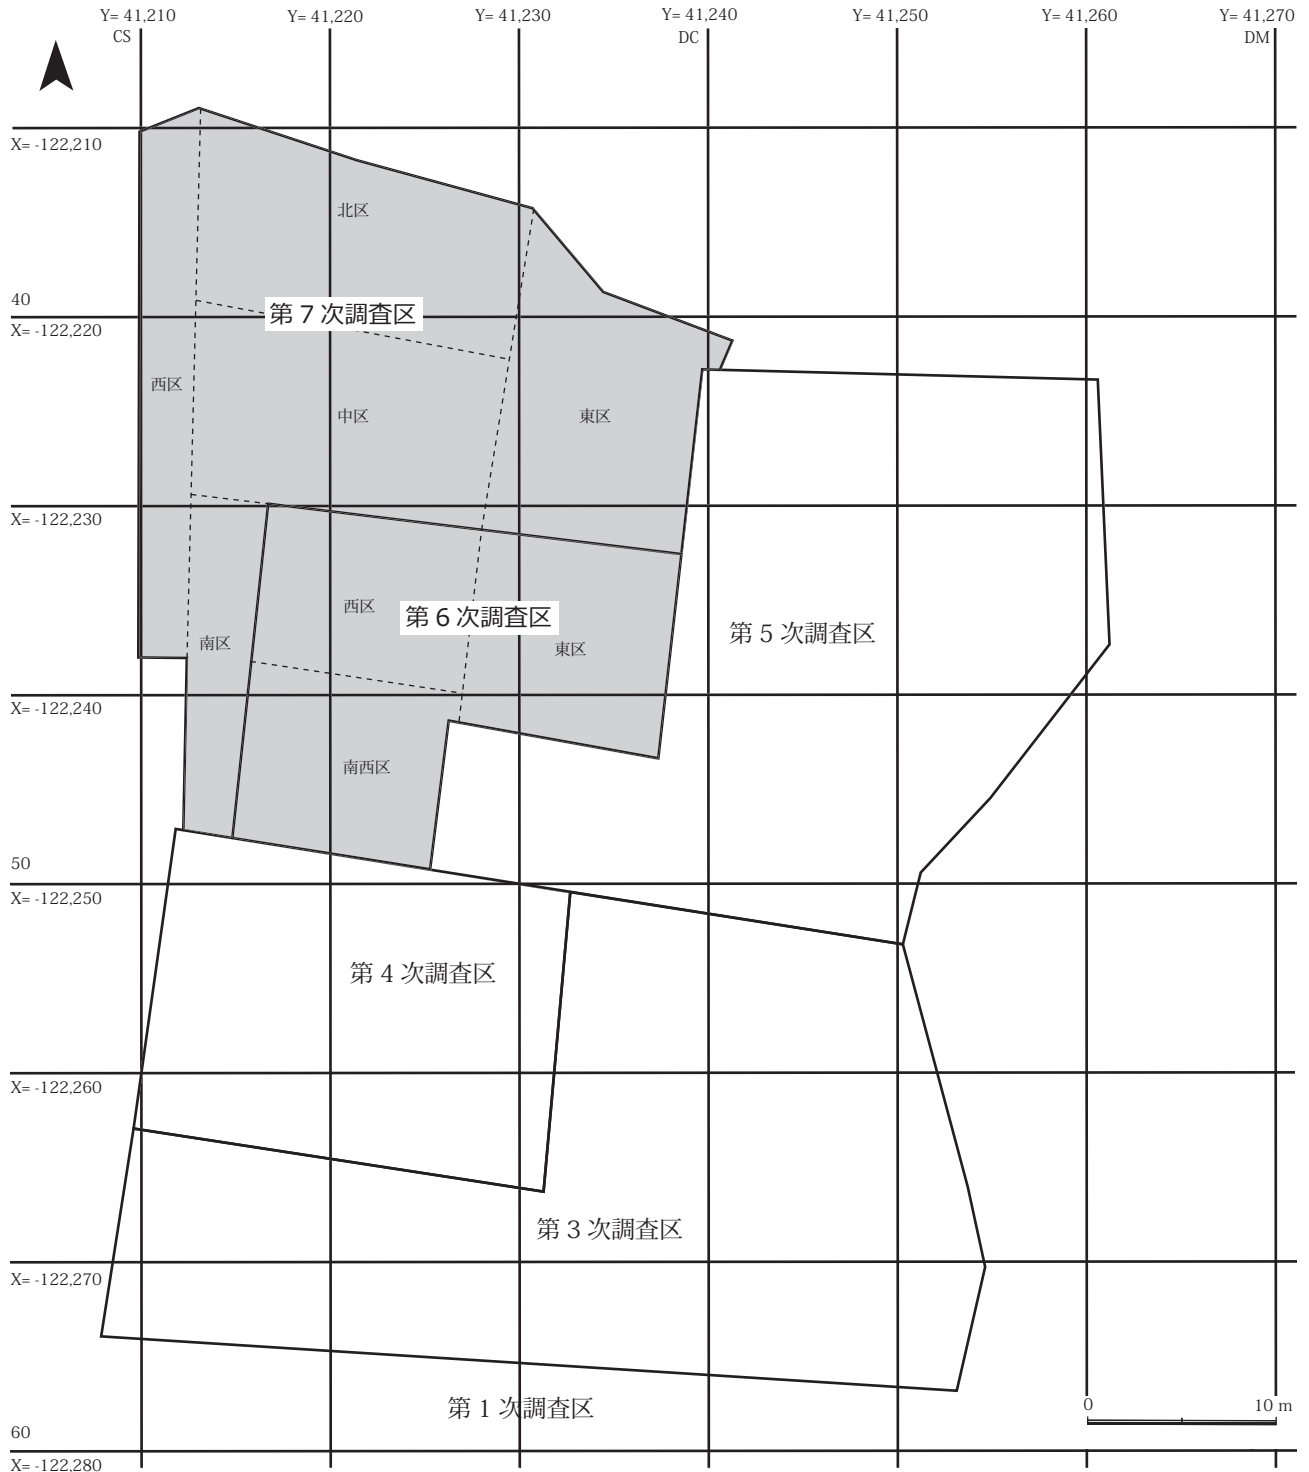 Y= 41,210
Y= 41,220
Y= 41,230
Y= 41,240
Y= 41,250
Y= 41,260
Y= 41,270
CS
DC
DM
X= -122,210
北区
40
第 7 次調査区
X= -122,220
西区
中区
東区
X= -122,230
西区
第 6 次調査区
第 5 次調査区
南区
東区
X= -122,240
南西区
50
X= -122,250
第 4 次調査区
X= -122,260
第 3 次調査区
X= -122,270
第 1 次調査区
0
10 m
60
X= -122,280